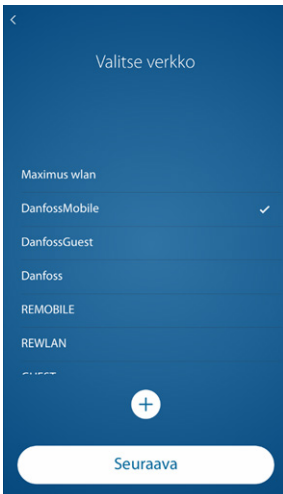 Valitse verkko
Maximus wlan
DanfossMobile
DanfossGuest
Danfoss
REMOBILE
REWLAN
Seuraava